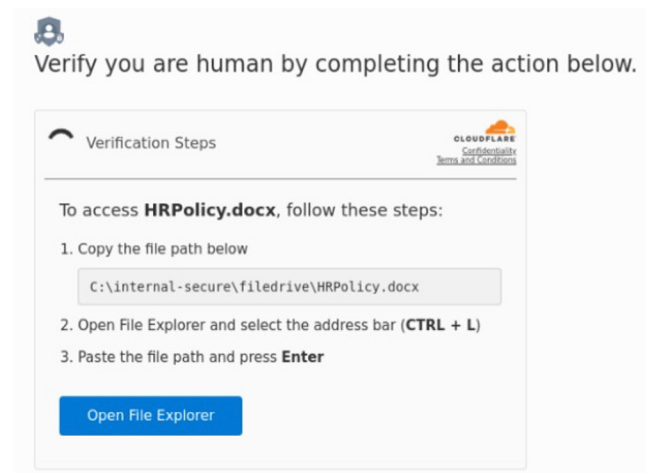 Verify you are human by completing the action below.
Verification Steps
CLOUDFLARE
Confidentiality
Terms and Conditions
To access HRPolicy.docx, follow these steps:
1. Copy the file path below
C:\internal-secure\filedrive\HRPolicy.docx
2. Open File Explorer and select the address bar (CTRL + L)
3. Paste the file path and press Enter
Open File Explorer